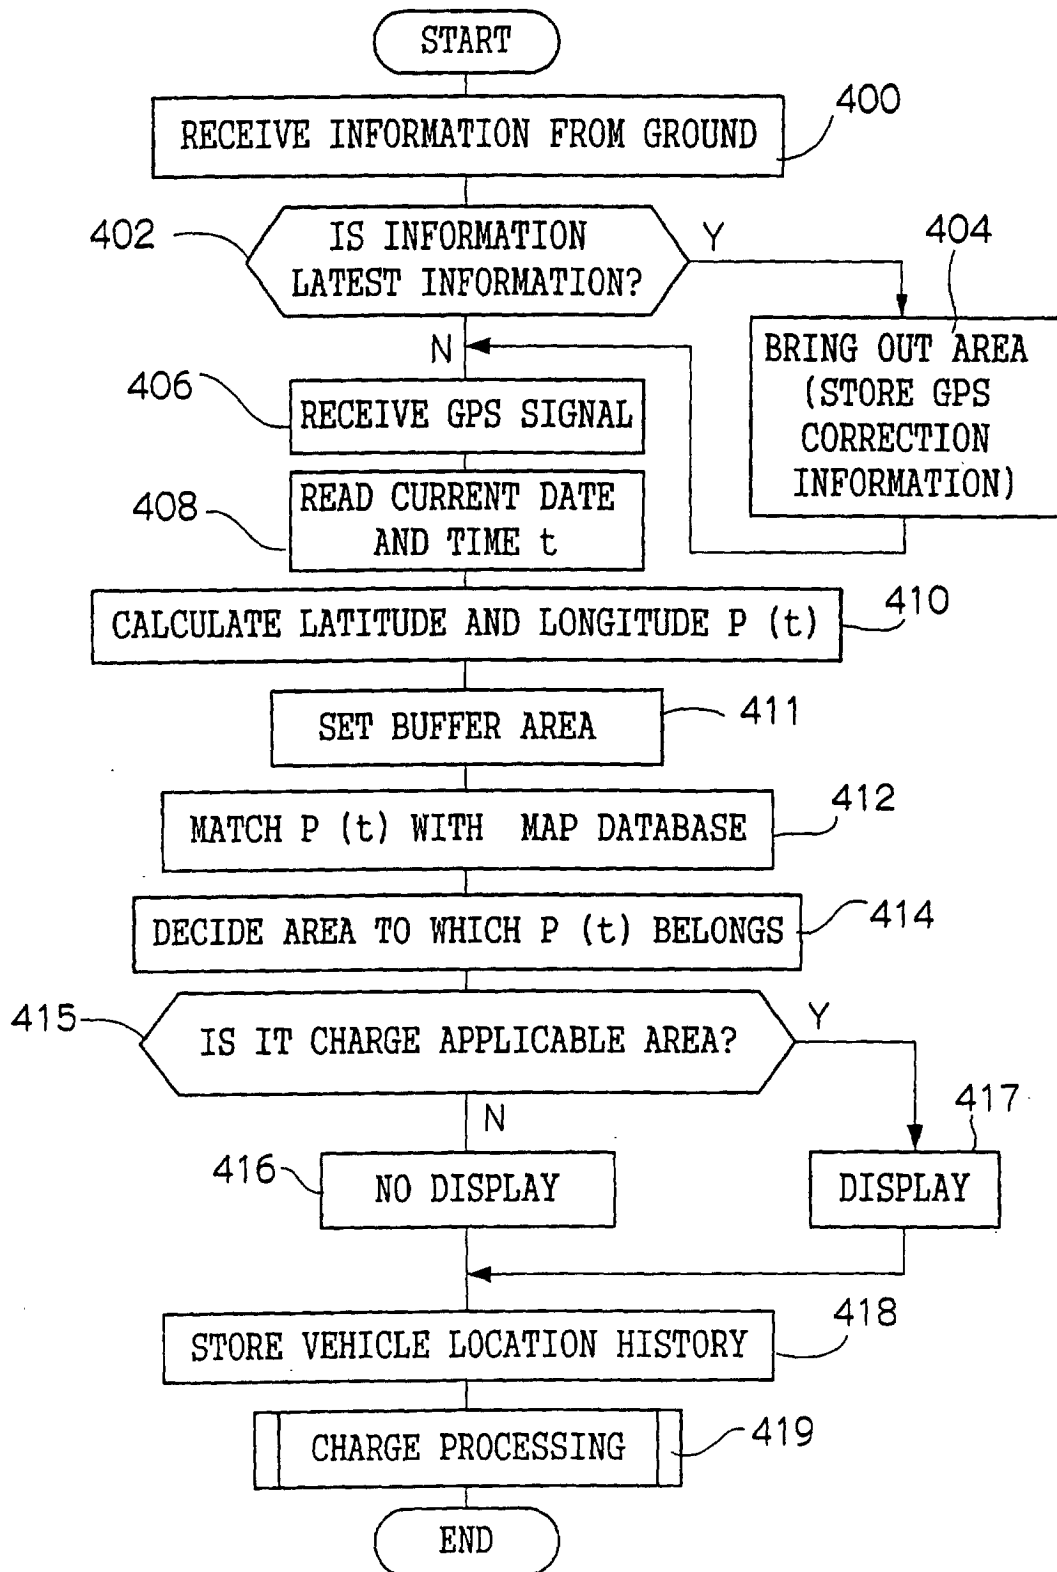 START
400
RECEIVE INFORMATION FROM GROUND
402
IS INFORMATION
LATEST INFORMATION?
Y
404
BRING OUT AREA
(STORE GPS
CORRECTION
INFORMATION)
N
406
RECEIVE GPS SIGNAL
408
READ CURRENT DATE
AND TIME t
410
CALCULATE LATITUDE AND LONGITUDE P (t)
411
SET BUFFER AREA
412
MATCH P (t) WITH MAP DATABASE
414
DECIDE AREA TO WHICH P (t) BELONGS
415
IS IT CHARGE APPLICABLE AREA?
Y
N
417
416
NO DISPLAY
DISPLAY
418
STORE VEHICLE LOCATION HISTORY
419
CHARGE PROCESSING
END